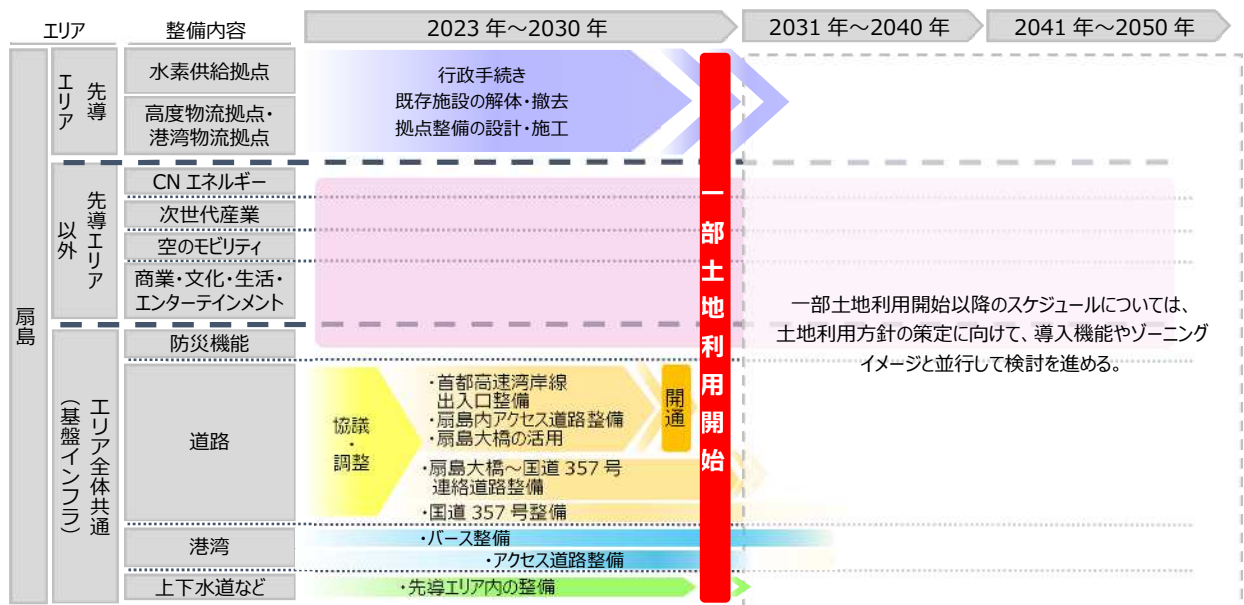 エリア
整備内容
2023 年～2030 年
2031 年～2040 年
2041 年～2050 年
扇島
先導
エリア
水素供給拠点
高度物流拠点・
港湾物流拠点
行政手続き
既存施設の解体・撤去
拠点整備の設計・施工
先導エリア
以外
CN エネルギー
次世代産業
空のモビリティ
商業・文化・生活・
エンターテインメント
一部土地利用開始
一部土地利用開始以降のスケジュールについては、
土地利用方針の策定に向けて、導入機能やゾーニング
イメージと並行して検討を進める。
エリア全体共通
（基盤インフラ）
防災機能
道路
協議
・
調整
・首都高速湾岸線
出入口整備
・扇島内アクセス道路整備
・扇島大橋の活用
開通
・扇島大橋～国道 357 号
連絡道路整備
・国道 357 号整備
港湾
・バース整備
・アクセス道路整備
上下水道など
・先導エリア内の整備